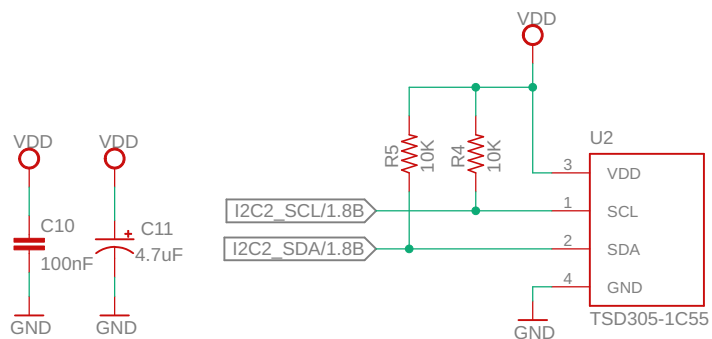 VDD
U2
R5
10K
R4
10K
3
VDD
VDD
VDD
I2C2_SCL/1.8B
1
SCL
C10
100nF
C11
4.7uF
I2C2_SDA/1.8B
2
SDA
4
GND
GND
GND
GND
TSD305-1C55